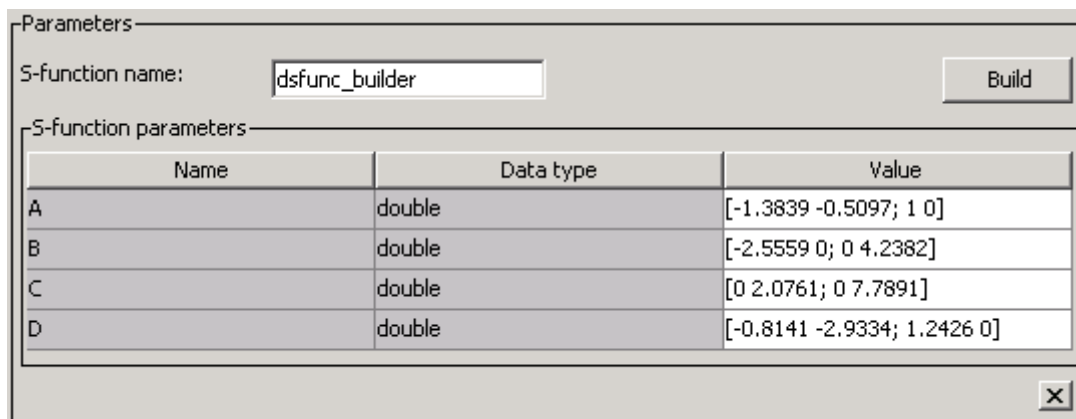 Parameters
S-function name: dsfunc_builder Build
S-function parameters
Name Data type Value
A double [-1.3839 -0.5097; 1 0]
B double [-2.5559 0; 0 4.2382]
C double [0 2.0761; 0 7.7891]
D double [-0.8141 -2.9334; 1.2426 0]